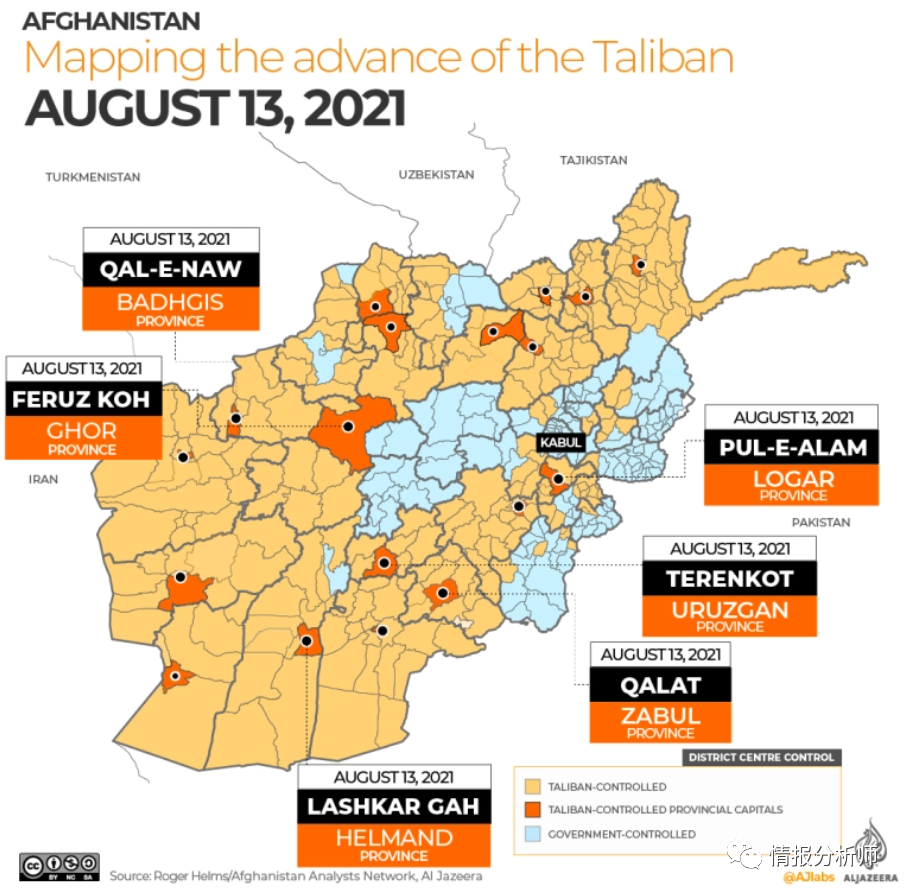 AFGHANISTAN
Mapping the advance of the Taliban
AUGUST 13, 2021
TURKMENISTAN
UZBEKISTAN
TAJIKISTAN
AUGUST 13, 2021
QAL-E-NAW
BADHGIS
PROVINCE
AUGUST 13, 2021
FERUZ KOH
GHOR
PROVINCE
IRAN
KABUL
AUGUST 13, 2021
PUL-E-ALAM
LOGAR
PROVINCE
PAKISTAN
AUGUST 13, 2021
TERENKOT
URUZGAN
PROVINCE
AUGUST 13, 2021
QALAT
ZABUL
PROVINCE
AUGUST 13, 2021
LASHKAR GAH
HELMAND
PROVINCE
DISTRICT CENTRE CONTROL
TALIBAN-CONTROLLED
TALIBAN-CONTROLLED PROVINCIAL CAPITALS
GOVERNMENT-CONTROLLED
情报分析师
cc BY NC SA
Source: Roger Helms/Afghanistan Analysts Network, Al Jazeera
@AJlabs ALJAZEERA